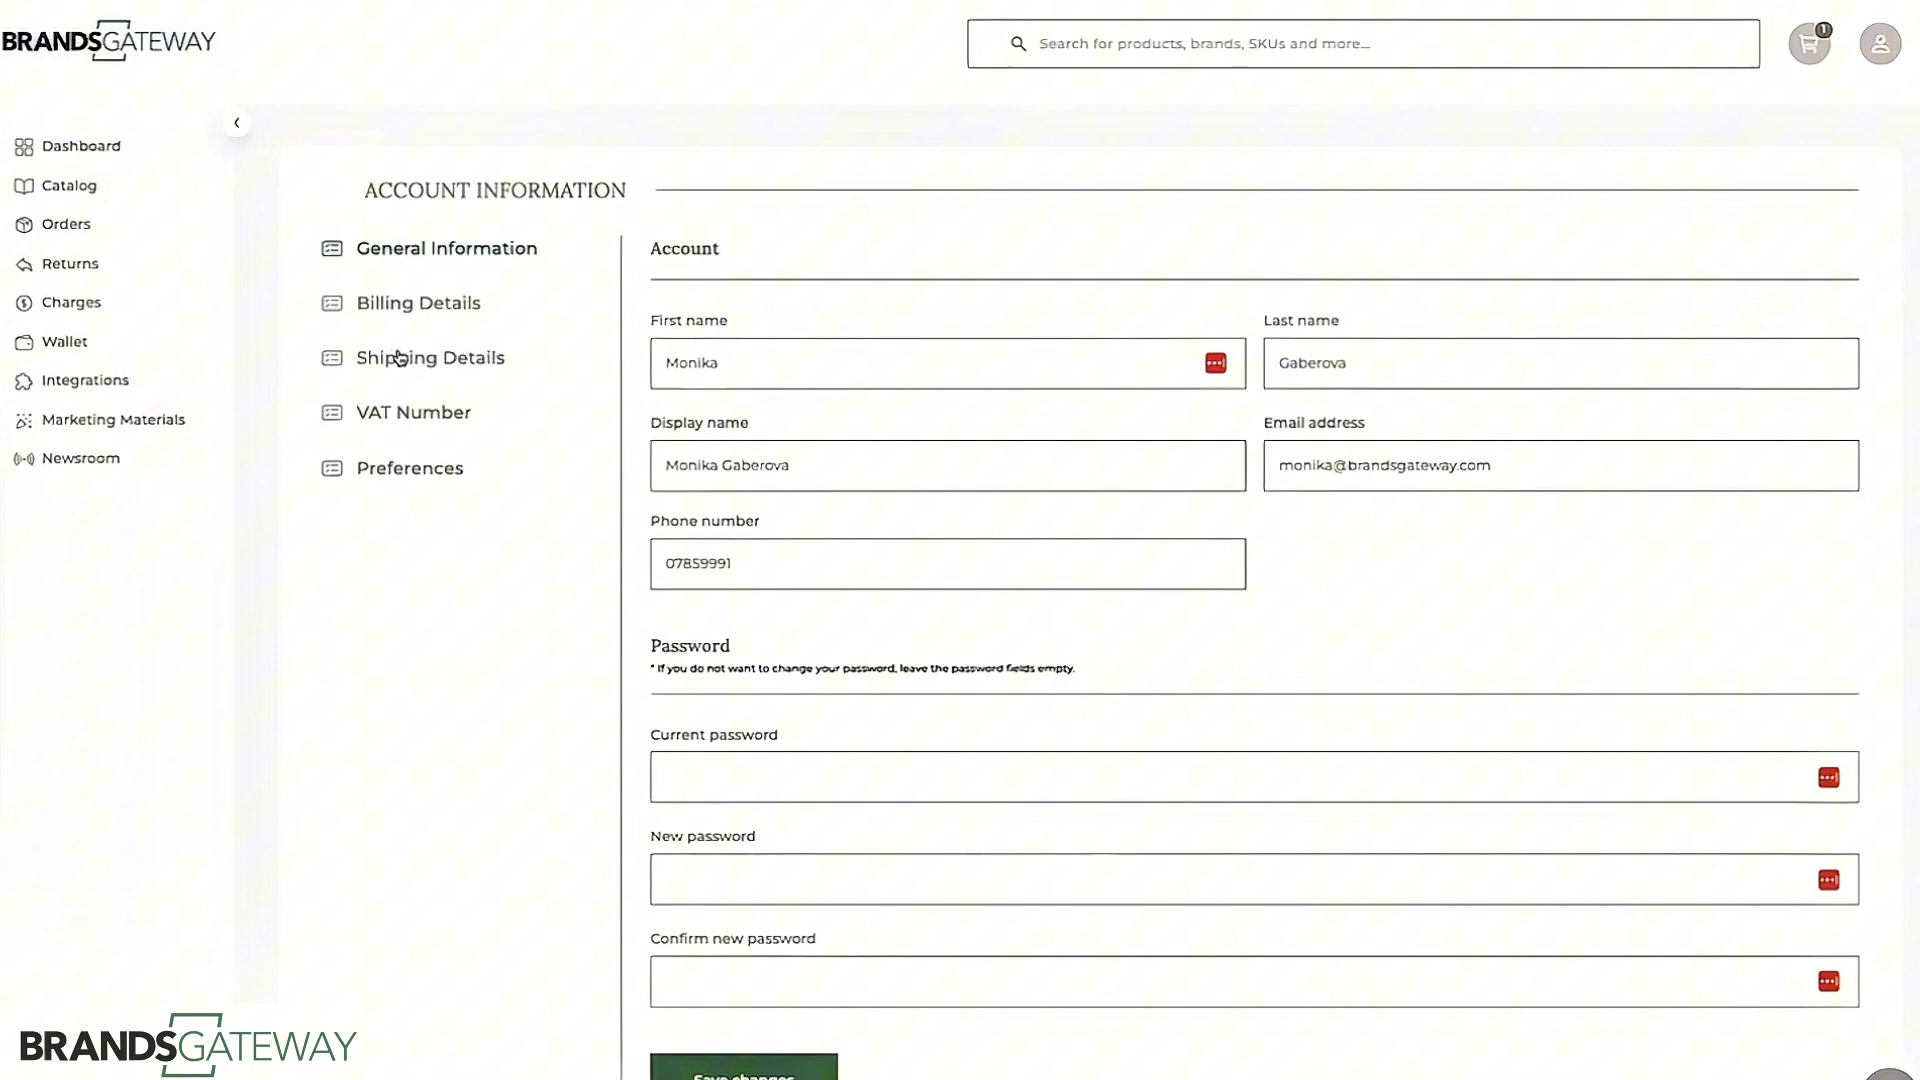 BRANDSGATEWAY
Search for products, brands, SKUs and more...
1
Dashboard
Catalog
Orders
Returns
Charges
Wallet
Integrations
Marketing Materials
Newsroom
ACCOUNT INFORMATION
General Information
Billing Details
Shipping Details
VAT Number
Preferences
Account
First name
Last name
Monika
Gaberova
Display name
Email address
Monika Gaberova
monika@brandsgateway.com
Phone number
07859991
Password
* If you do not want to change your password, leave the password fields empty.
Current password
New password
Confirm new password
Save changes
BRANDSGATEWAY